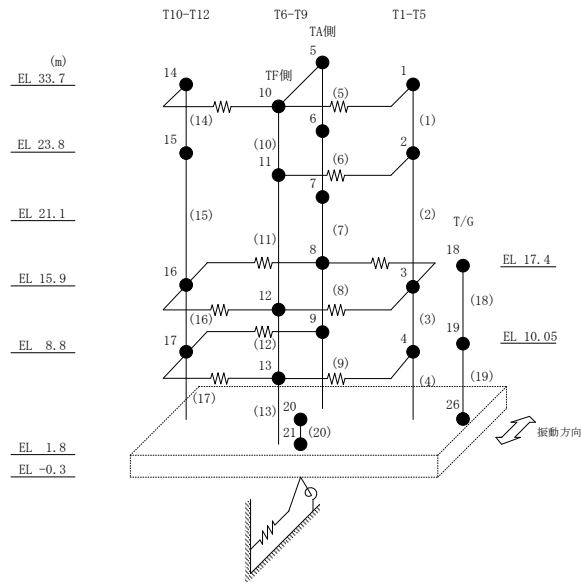 T10-T12 T6-T9 T1-T5
TA側
(m) 5
EL 33.7 14 TF側 1
10 (5)
(14) (1)
6
EL 23.8 15 (10) 2
11 (6)
7
EL 21.1 (15) (7) (2) T/G
(11) 8 18 EL 17.4
EL 15.9 16 3
12 (8) (18)
(16) 9 (3) 19
(12) EL 10.05
EL 8.8 17 4
13 (9)
(17) (4) (19)
(13) 20 26
21 (20) 振動方向
EL 1.8
EL -0.3